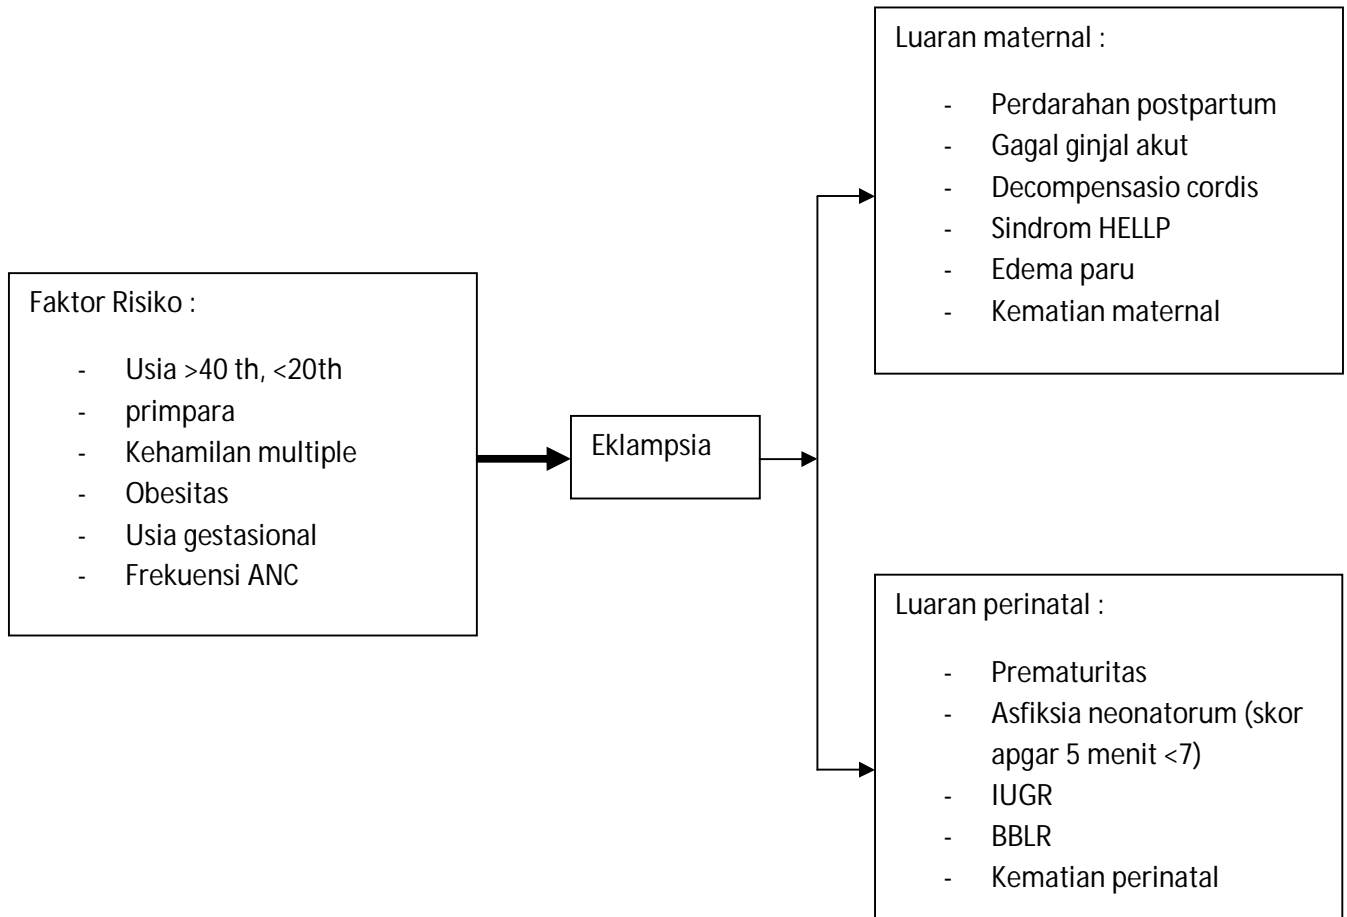 Faktor Risiko :
- Usia >40 th, <20th
- primpara
- Kehamilan multiple
- Obesitas
- Usia gestasional
- Frekuensi ANC
Eklampsia
Luaran maternal :
- Perdarahan postpartum
- Gagal ginjal akut
- Decompensasio cordis
- Sindrom HELLP
- Edema paru
- Kematian maternal
Luaran perinatal :
- Prematuritas
- Asfiksia neonatorum (skor
apgar 5 menit <7)
- IUGR
- BBLR
- Kematian perinatal